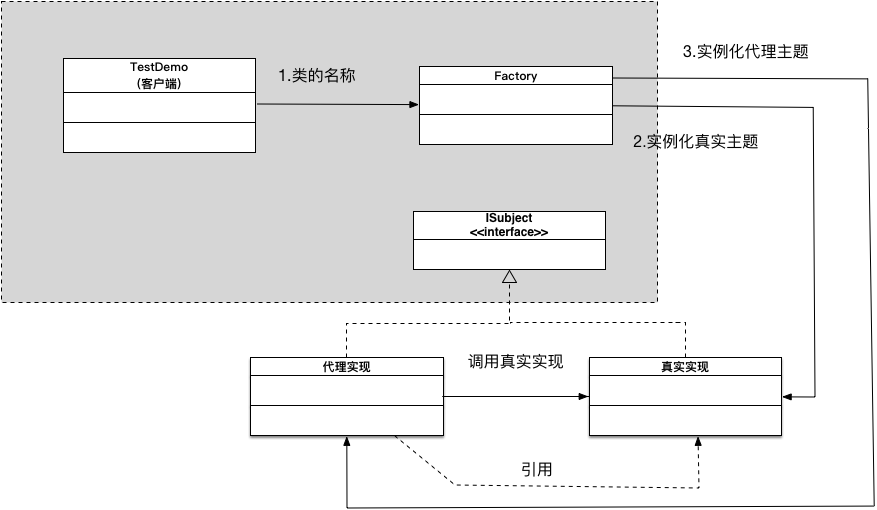 3.实例化代理主题
TestDemo
(客户端)
1.类的名称
Factory
2.实例化真实主题
ISubject
<<interface>>
代理实现
调用真实实现
真实实现
引用